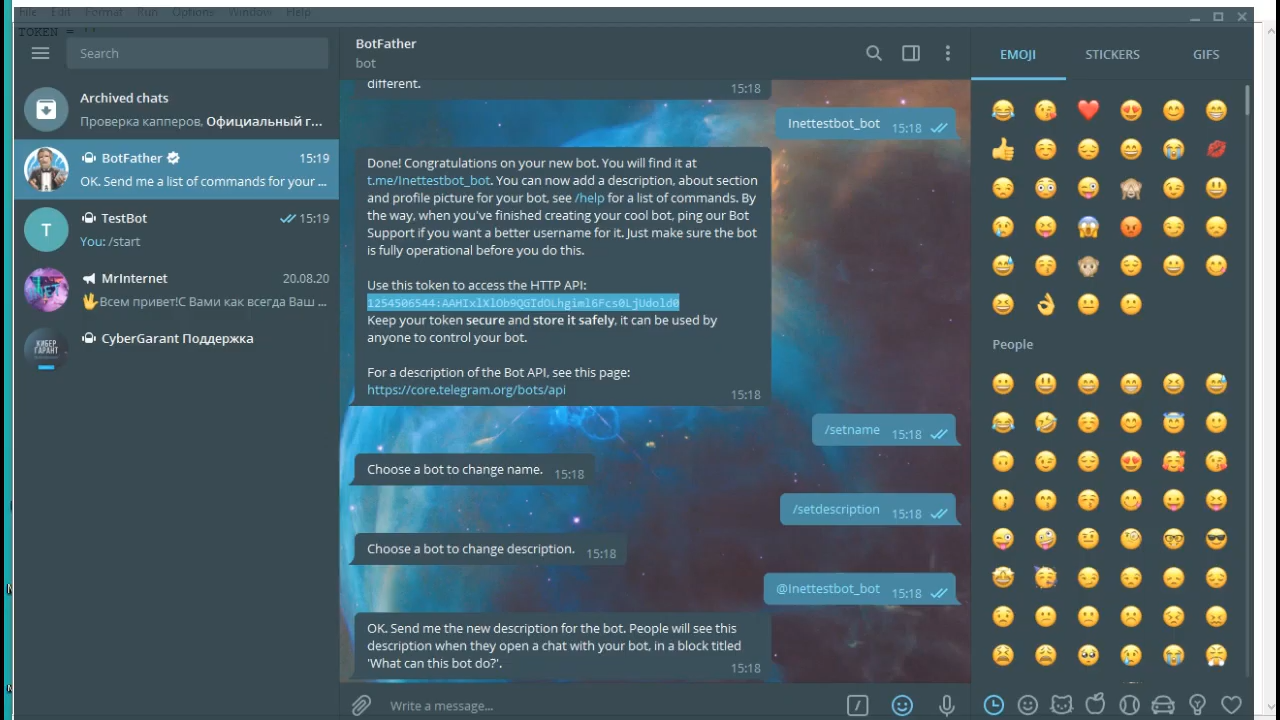 File Edit Format Run Options Window Help
TOKEN = ''
Search
Archived chats
Проверка капперов, Официальный г...
BotFather 15:19
OK. Send me a list of commands for your ...
T
TestBot 15:19
You: /start
MrInternet 20.08.20
Всем привет!С Вами как всегда Ваш ...
КИБЕР
ГАРАНТ
CyberGarant Поддержка
BotFather
bot
different.
15:18
Inettestbot_bot 15:18
Done! Congratulations on your new bot. You will find it at
t.me/Inettestbot_bot. You can now add a description, about section
and profile picture for your bot, see /help for a list of commands. By
the way, when you've finished creating your cool bot, ping our Bot
Support if you want a better username for it. Just make sure the bot
is fully operational before you do this.
Use this token to access the HTTP API:
1254506544:AAHIxlXlOb9QGIdOLhgiml6Fcs0LjUdold0
Keep your token secure and store it safely, it can be used by
anyone to control your bot.
For a description of the Bot API, see this page:
https://core.telegram.org/bots/api
15:18
/setname 15:18
Choose a bot to change name. 15:18
/setdescription 15:18
Choose a bot to change description. 15:18
@Inettestbot_bot 15:18
OK. Send me the new description for the bot. People will see this
description when they open a chat with your bot, in a block titled
'What can this bot do?'.
15:18
Write a message...
EMOJI STICKERS GIFS
People